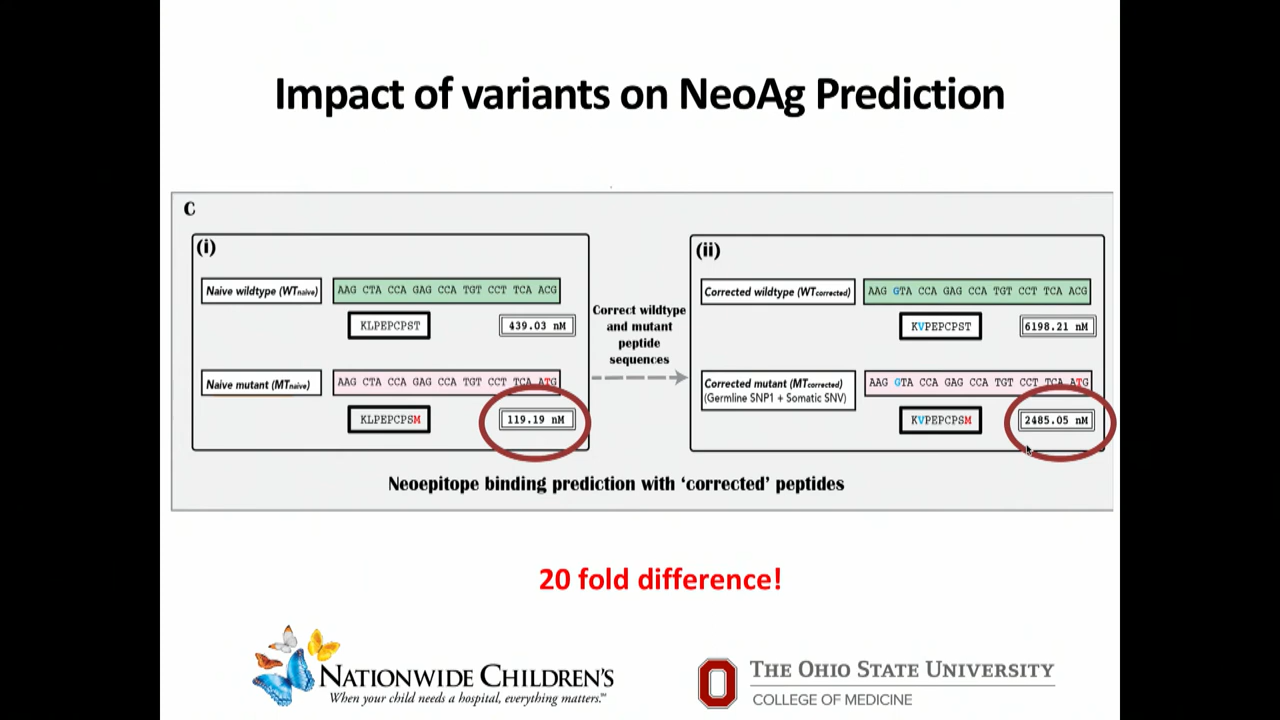 Impact of variants on NeoAg Prediction
C
(i)
Naive wildtype (WTnaive)
AAG CTA CCA GAG CCA TGT CCT TCA ACG
KLPEPCPST
439.03 nM
Naive mutant (MTnaive)
AAG CTA CCA GAG CCA TGT CCT TCA ATG
KLPEPCPSM
119.19 nM
Correct wildtype
and mutant
peptide
sequences
(ii)
Corrected wildtype (WTcorrected)
AAG GTA CCA GAG CCA TGT CCT TCA ACG
KVPEPCPST
6198.21 nM
Corrected mutant (MTcorrected)
(Germline SNP1 + Somatic SNV)
AAG GTA CCA GAG CCA TGT CCT TCA ATG
KVPEPCPSM
2485.05 nM
Neoepitope binding prediction with ‘corrected’ peptides
20 fold difference!
NATIONWIDE CHILDREN'S
When your child needs a hospital, everything matters.™
THE OHIO STATE UNIVERSITY
COLLEGE OF MEDICINE